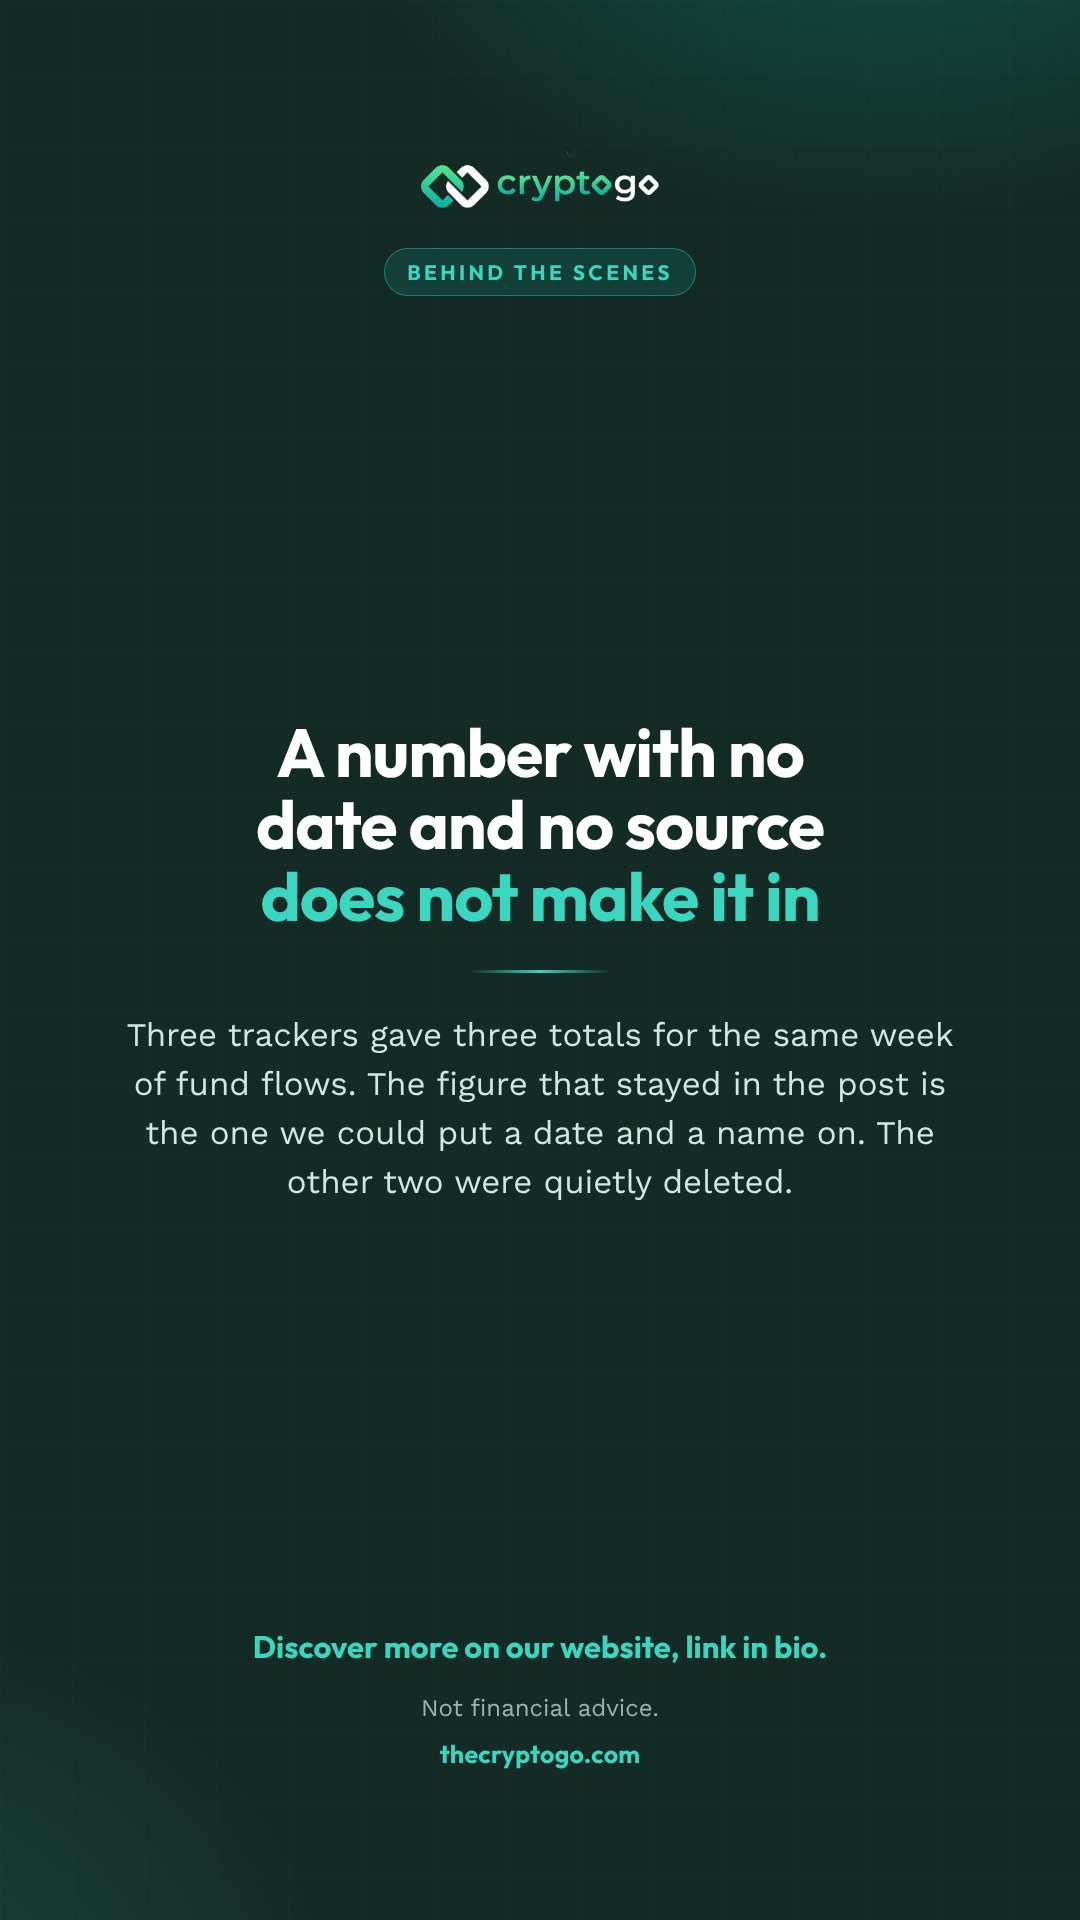 cryptogo
BEHIND THE SCENES
A number with no
date and no source
does not make it in
Three trackers gave three totals for the same week
of fund flows. The figure that stayed in the post is
the one we could put a date and a name on. The
other two were quietly deleted.
Discover more on our website, link in bio.
Not financial advice.
thecryptogo.com